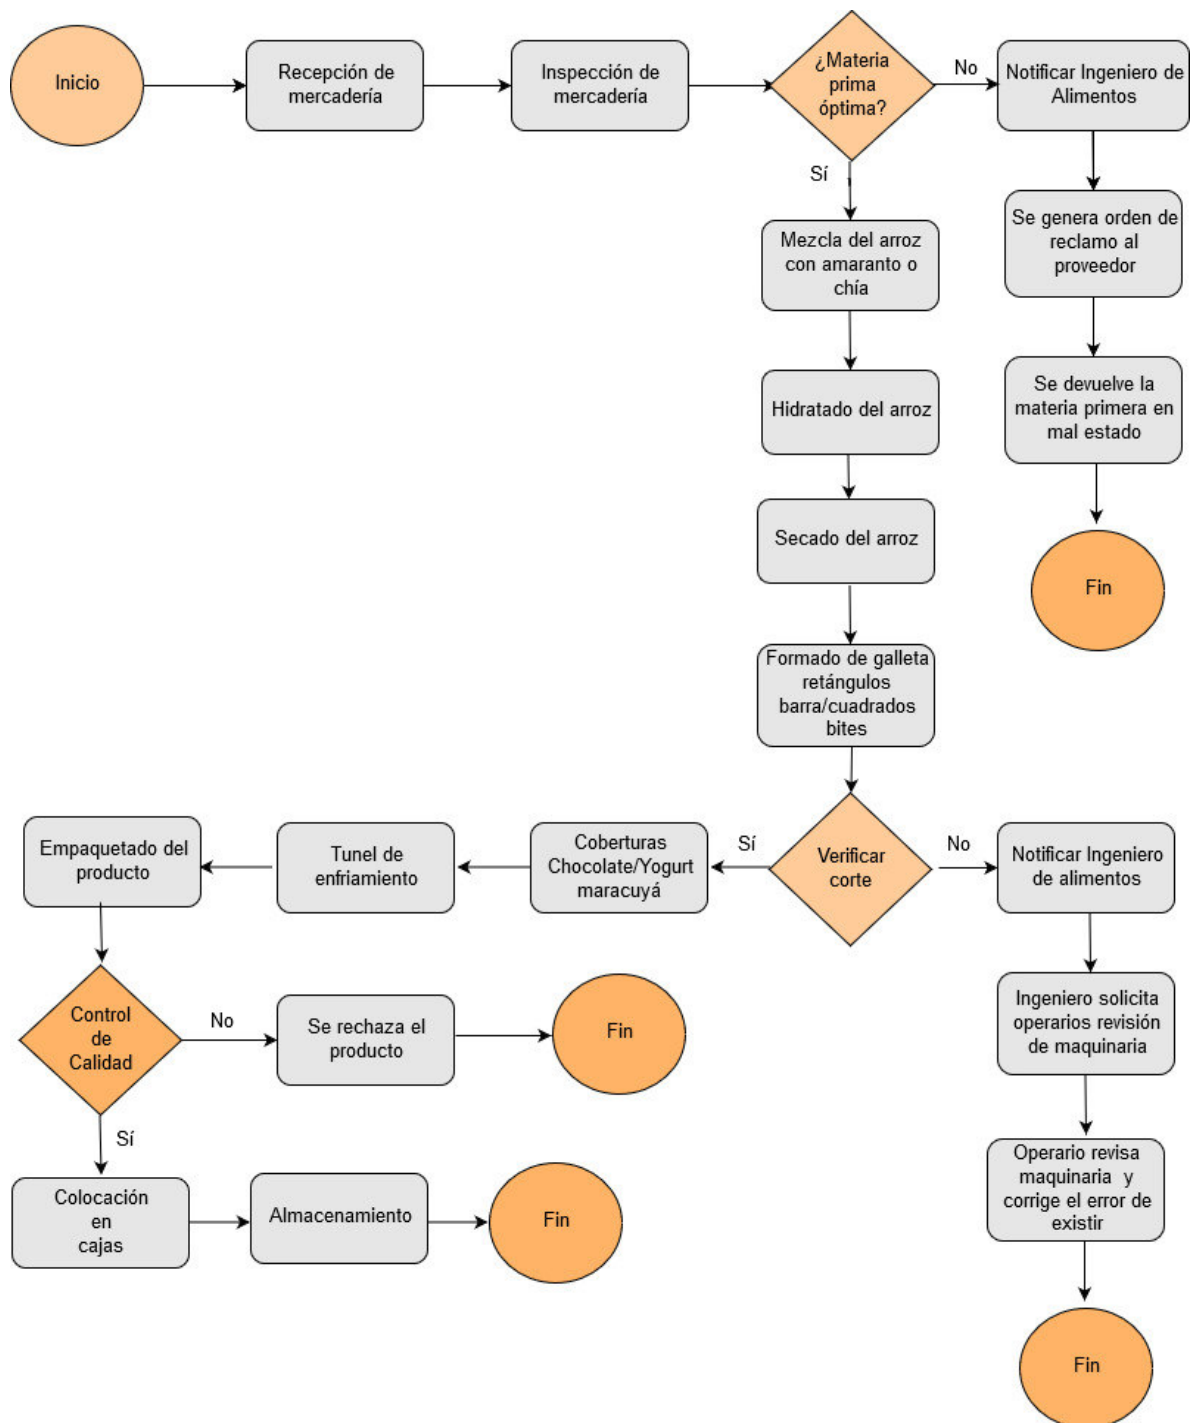 Inicio
Recepción de
mercadería
Inspección de
mercadería
¿Materia
prima
óptima?
No
Notificar Ingeniero de
Alimentos
Sí
Se genera orden de
reclamo al
proveedor
Mezcla del arroz
con amaranto o
chía
Se devuelve la
materia primera en
mal estado
Hidratado del arroz
Secado del arroz
Fin
Formado de galleta
retángulos
barra/cuadrados
bites
Verificar
corte
Sí
Coberturas
Chocolate/Yogurt
maracuyá
Tunel de
enfriamiento
Empaquetado del
producto
No
Notificar Ingeniero
de alimentos
Ingeniero solicita
operarios revisión
de maquinaria
Operario revisa
maquinaria y
corrige el error de
existir
Fin
Control
de
Calidad
No
Se rechaza el
producto
Fin
Sí
Colocación
en
cajas
Almacenamiento
Fin